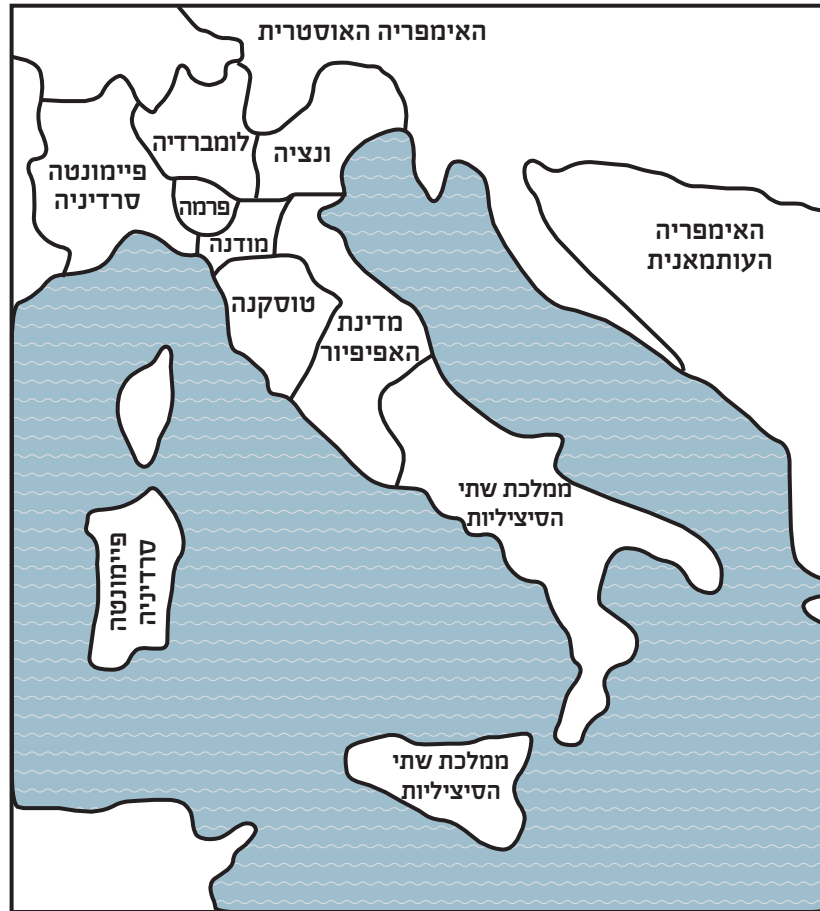 האימפריה האוסטרית
לומברדיה
ונציה
פיימונטה
סרדיניה
פרמה
מודנה
האימפריה
העותמאנית
טוסקנה
מדינת
האפיפיור
ממלכת שתי
הסיציליות
פיימונטה
סרדיניה
ממלכת שתי
הסיציליות